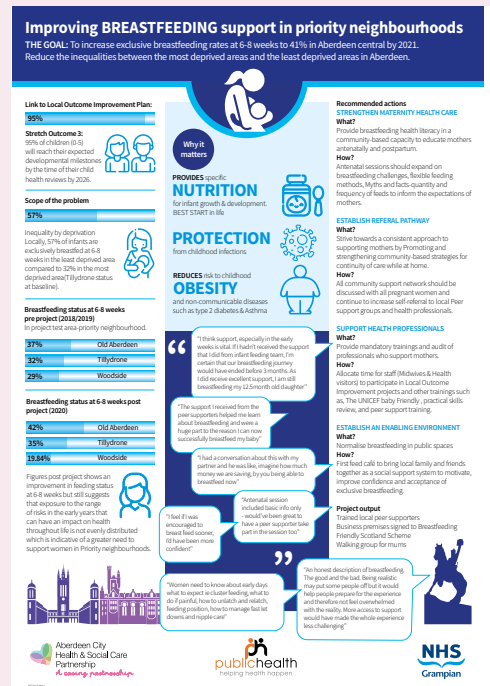 Improving BREASTFEEDING support in priority neighbourhoods
THE GOAL: To increase exclusive breastfeeding rates at 6-8 weeks to 41% in Aberdeen central by 2021.
Reduce the inequalities between the most deprived areas and the least deprived areas in Aberdeen.
Link to Local Outcome Improvement Plan:
95%
Stretch Outcome 3:
95% of children (0-5)
will reach their expected
developmental milestones
by the time of their child
health reviews by 2026.
Scope of the problem
57%
Inequality by deprivation
Locally, 57% of infants are
exclusively breastfed at 6-8
weeks in the least deprived area
compared to 32% in the most
deprived area(Tillydrone status
at baseline).
Breastfeeding status at 6-8 weeks
pre project (2018/2019)
In project test area-priority neighbourhood.
37% Old Aberdeen
32% Tillydrone
29% Woodside
Breastfeeding status at 6-8 weeks post
project (2020)
42% Old Aberdeen
35% Tillydrone
19.84% Woodside
Figures post project shows an
improvement in feeding status
at 6-8 weeks but still suggests
that exposure to the range
of risks in the early years that
can have an impact on health
throughout life is not evenly distributed
which is indicative of a greater need to
support women in Priority neighbourhoods.
Why it
matters
PROVIDES specific
NUTRITION
for infant growth & development.
BEST START in life
PROTECTION
from childhood infections
REDUCES risk to childhood
OBESITY
and non-communicable diseases
such as type 2 diabetes & Asthma
"I think support, especially in the early
weeks is vital. If I hadn't received the support
that I did from infant feeding team, I'm
certain that our breastfeeding journey
would have ended before 3 months. As
I did receive excellent support, I am still
breastfeeding my 12.5month old daughter"
"The support I received from the
peer supporters helped me learn
about breastfeeding and were a
huge part to the reason I can now
successfully breastfeed my baby"
"I had a conversation about this with my
partner and he was like, imagine how much
money we are saving, by you being able to
breastfeed now"
"Antenatal session
included basic info only
- would've been great to
have a peer supporter take
part in the session too"
"I feel if I was
encouraged to
breast feed sooner,
I'd have been more
confident"
"Women need to know about early days
what to expect ie cluster feeding, what to
do if painful, how to unlatch and relatch,
feeding position, how to manage fast let
downs and nipple care"
"An honest description of breastfeeding.
The good and the bad. Being realistic
may put some people off but it would
help people prepare for the experience
and therefore not feel overwhelmed
with the reality. More access to support
would have made the whole experience
less challenging"
Recommended actions
STRENGTHEN MATERNITY HEALTH CARE
What?
Provide breastfeeding health literacy in a
community-based capacity to educate mothers
antenatally and postpartum.
How?
Antenatal sessions should expand on
breastfeeding challenges, flexible feeding
methods, Myths and facts-quantity and
frequency of feeds to inform the expectations of
mothers.
ESTABLISH REFERAL PATHWAY
What?
Strive towards a consistent approach to
supporting mothers by Promoting and
strengthening community-based strategies for
continuity of care while at home.
How?
All community support network should be
discussed with all pregnant women and
continue to increase self-referral to local Peer
support groups and health professionals.
SUPPORT HEALTH PROFESSIONALS
What?
Provide mandatory trainings and audit of
professionals who support mothers.
How?
Allocate time for staff (Midwives & Health
visitors) to participate in Local Outcome
Improvement projects and other trainings such
as, The UNICEF baby Friendly , practical skills
review, and peer support training.
ESTABLISH AN ENABLING ENVIRONMENT
What?
Normalise breastfeeding in public spaces
How?
First feed café to bring local family and friends
together as a social support system to motivate,
improve confidence and acceptance of
exclusive breastfeeding.
Project output
Trained local peer supporters
Business premises signed to Breastfeeding
Friendly Scotland Scheme
Walking group for mums
Aberdeen City
Health & Social Care
Partnership
A caring partnership
publichealth
helping health happen
NHS
Grampian